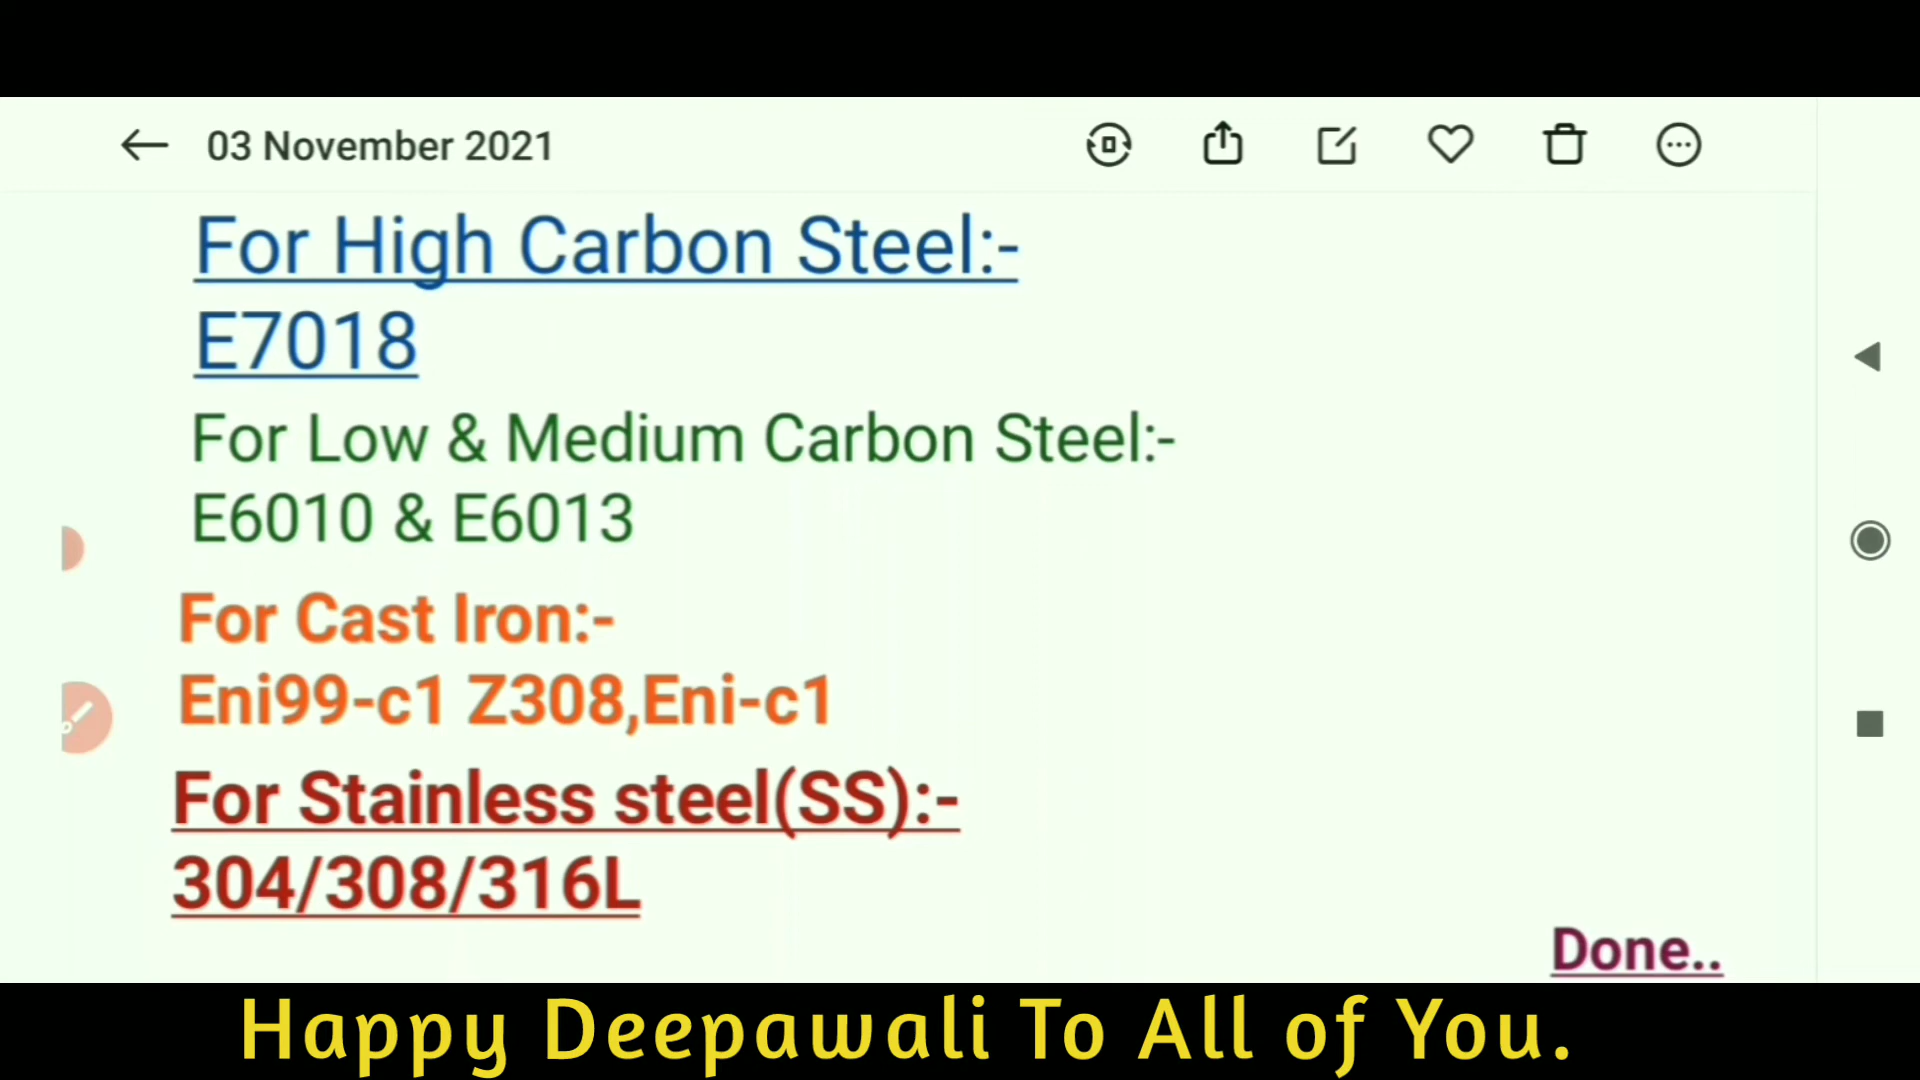 03 November 2021
For High Carbon Steel:-
E7018
For Low & Medium Carbon Steel:-
E6010 & E6013
For Cast Iron:-
Eni99-c1 Z308,Eni-c1
For Stainless steel(SS):-
304/308/316L
Done..
Happy Deepawali To All of You.